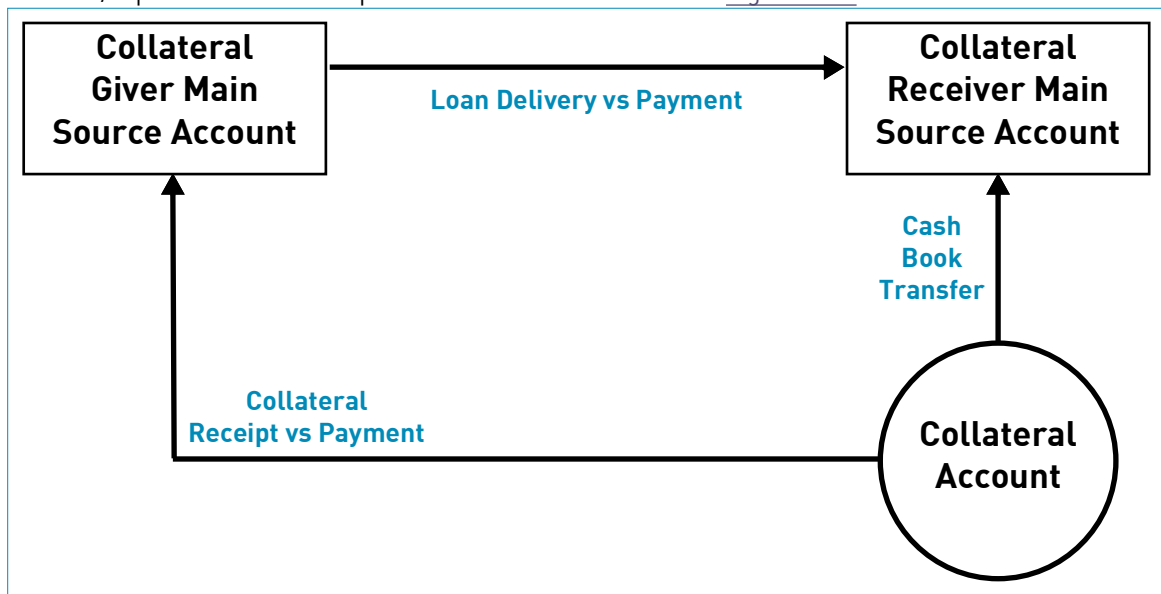 Collateral
Giver Main
Source Account
Loan Delivery vs Payment
Collateral
Receiver Main
Source Account
Cash
Book
Transfer
Collateral
Receipt vs Payment
Collateral
Account